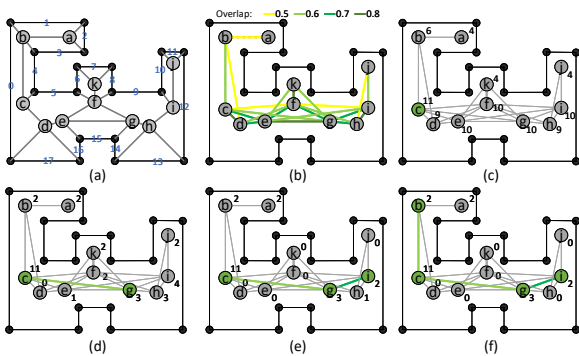 Overlap: 0.5 0.6 0.7 0.8
1
b a 2
3
0 4
7
6 k 8
5 f 9
11
10 i
c
d e g h i 12
15
16 14
17 13
(a)
b a
k j
c f i
d e g h
(b)
b 6 a 4
k 4 j 4
c 11 f 10 i 10
d 9 e 10 g 10 h 9
(c)
b 2 a 2
k 2 j 2
c 11 f 2 i 4
d 0 e 1 g 3 h 3
(d)
b 2 a 2
k 0 j 0
c 11 f 0 i 2
d 0 e 0 g 3 h 1
(e)
b 2 a 2
k 0 j 0
c 11 f 0 i 2
d 0 e 0 g 3 h 0
(f)